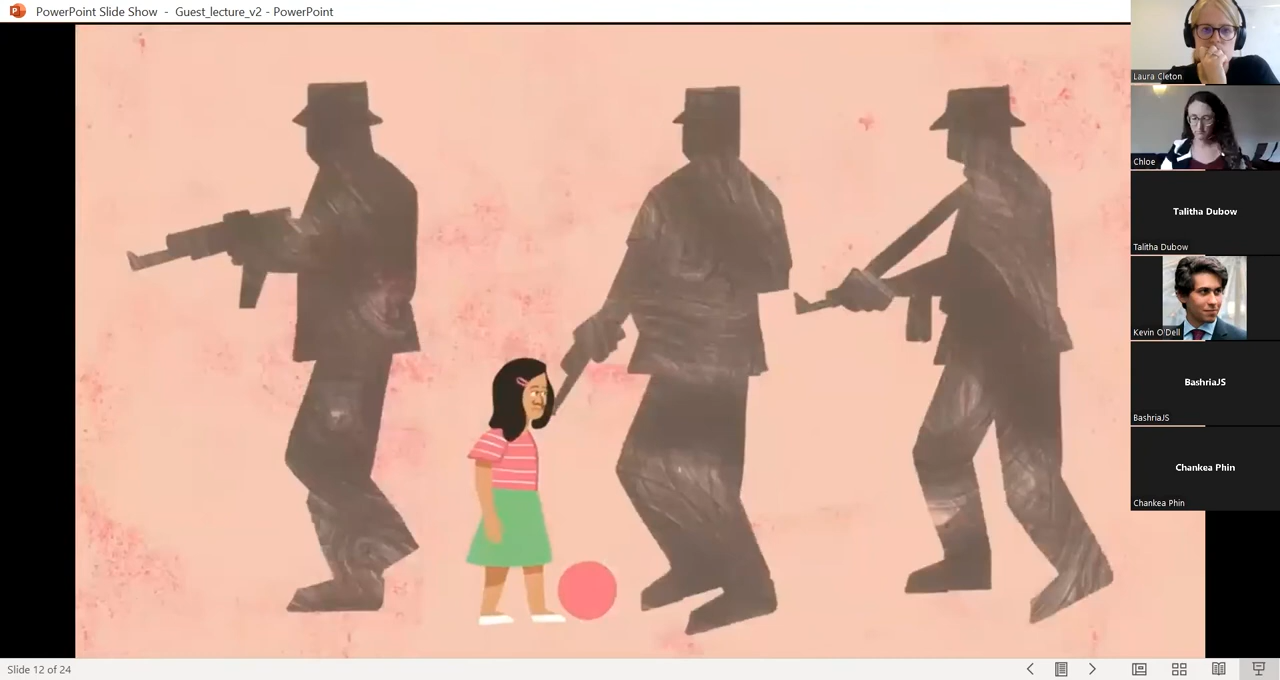 PowerPoint Slide Show - Guest_lecture_v2 - PowerPoint
Laura Cleton
Chloe
Talitha Dubow
Talitha Dubow
Kevin O'Dell
BashriaJS
BashriaJS
Chankea Phin
Chankea Phin
Slide 12 of 24